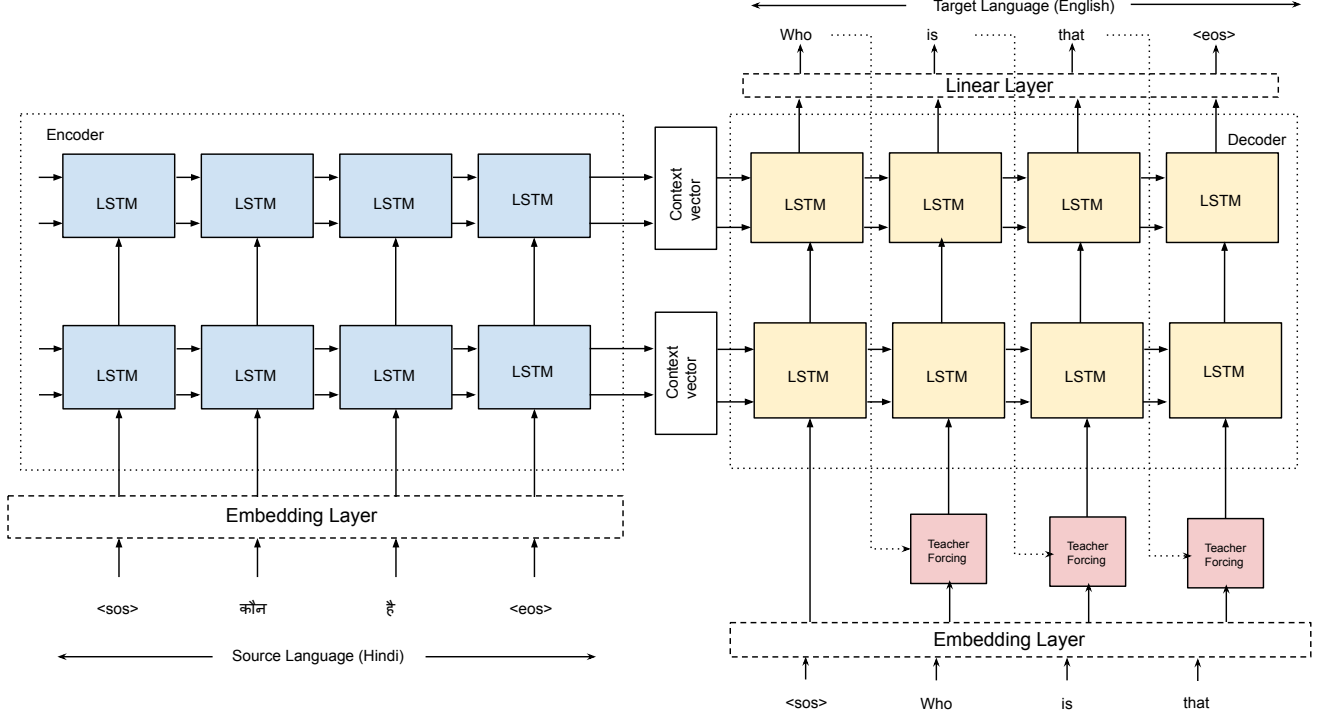 Target Language (English)
Who is that <eos>
Linear Layer
Encoder
Decoder
LSTM LSTM LSTM LSTM
Context
vector
LSTM LSTM LSTM LSTM
LSTM LSTM LSTM LSTM
Context
vector
LSTM LSTM LSTM LSTM
Embedding Layer
<sos> कौन है <eos>
Source Language (Hindi)
Teacher
Forcing
Teacher
Forcing
Teacher
Forcing
Embedding Layer
<sos> Who is that